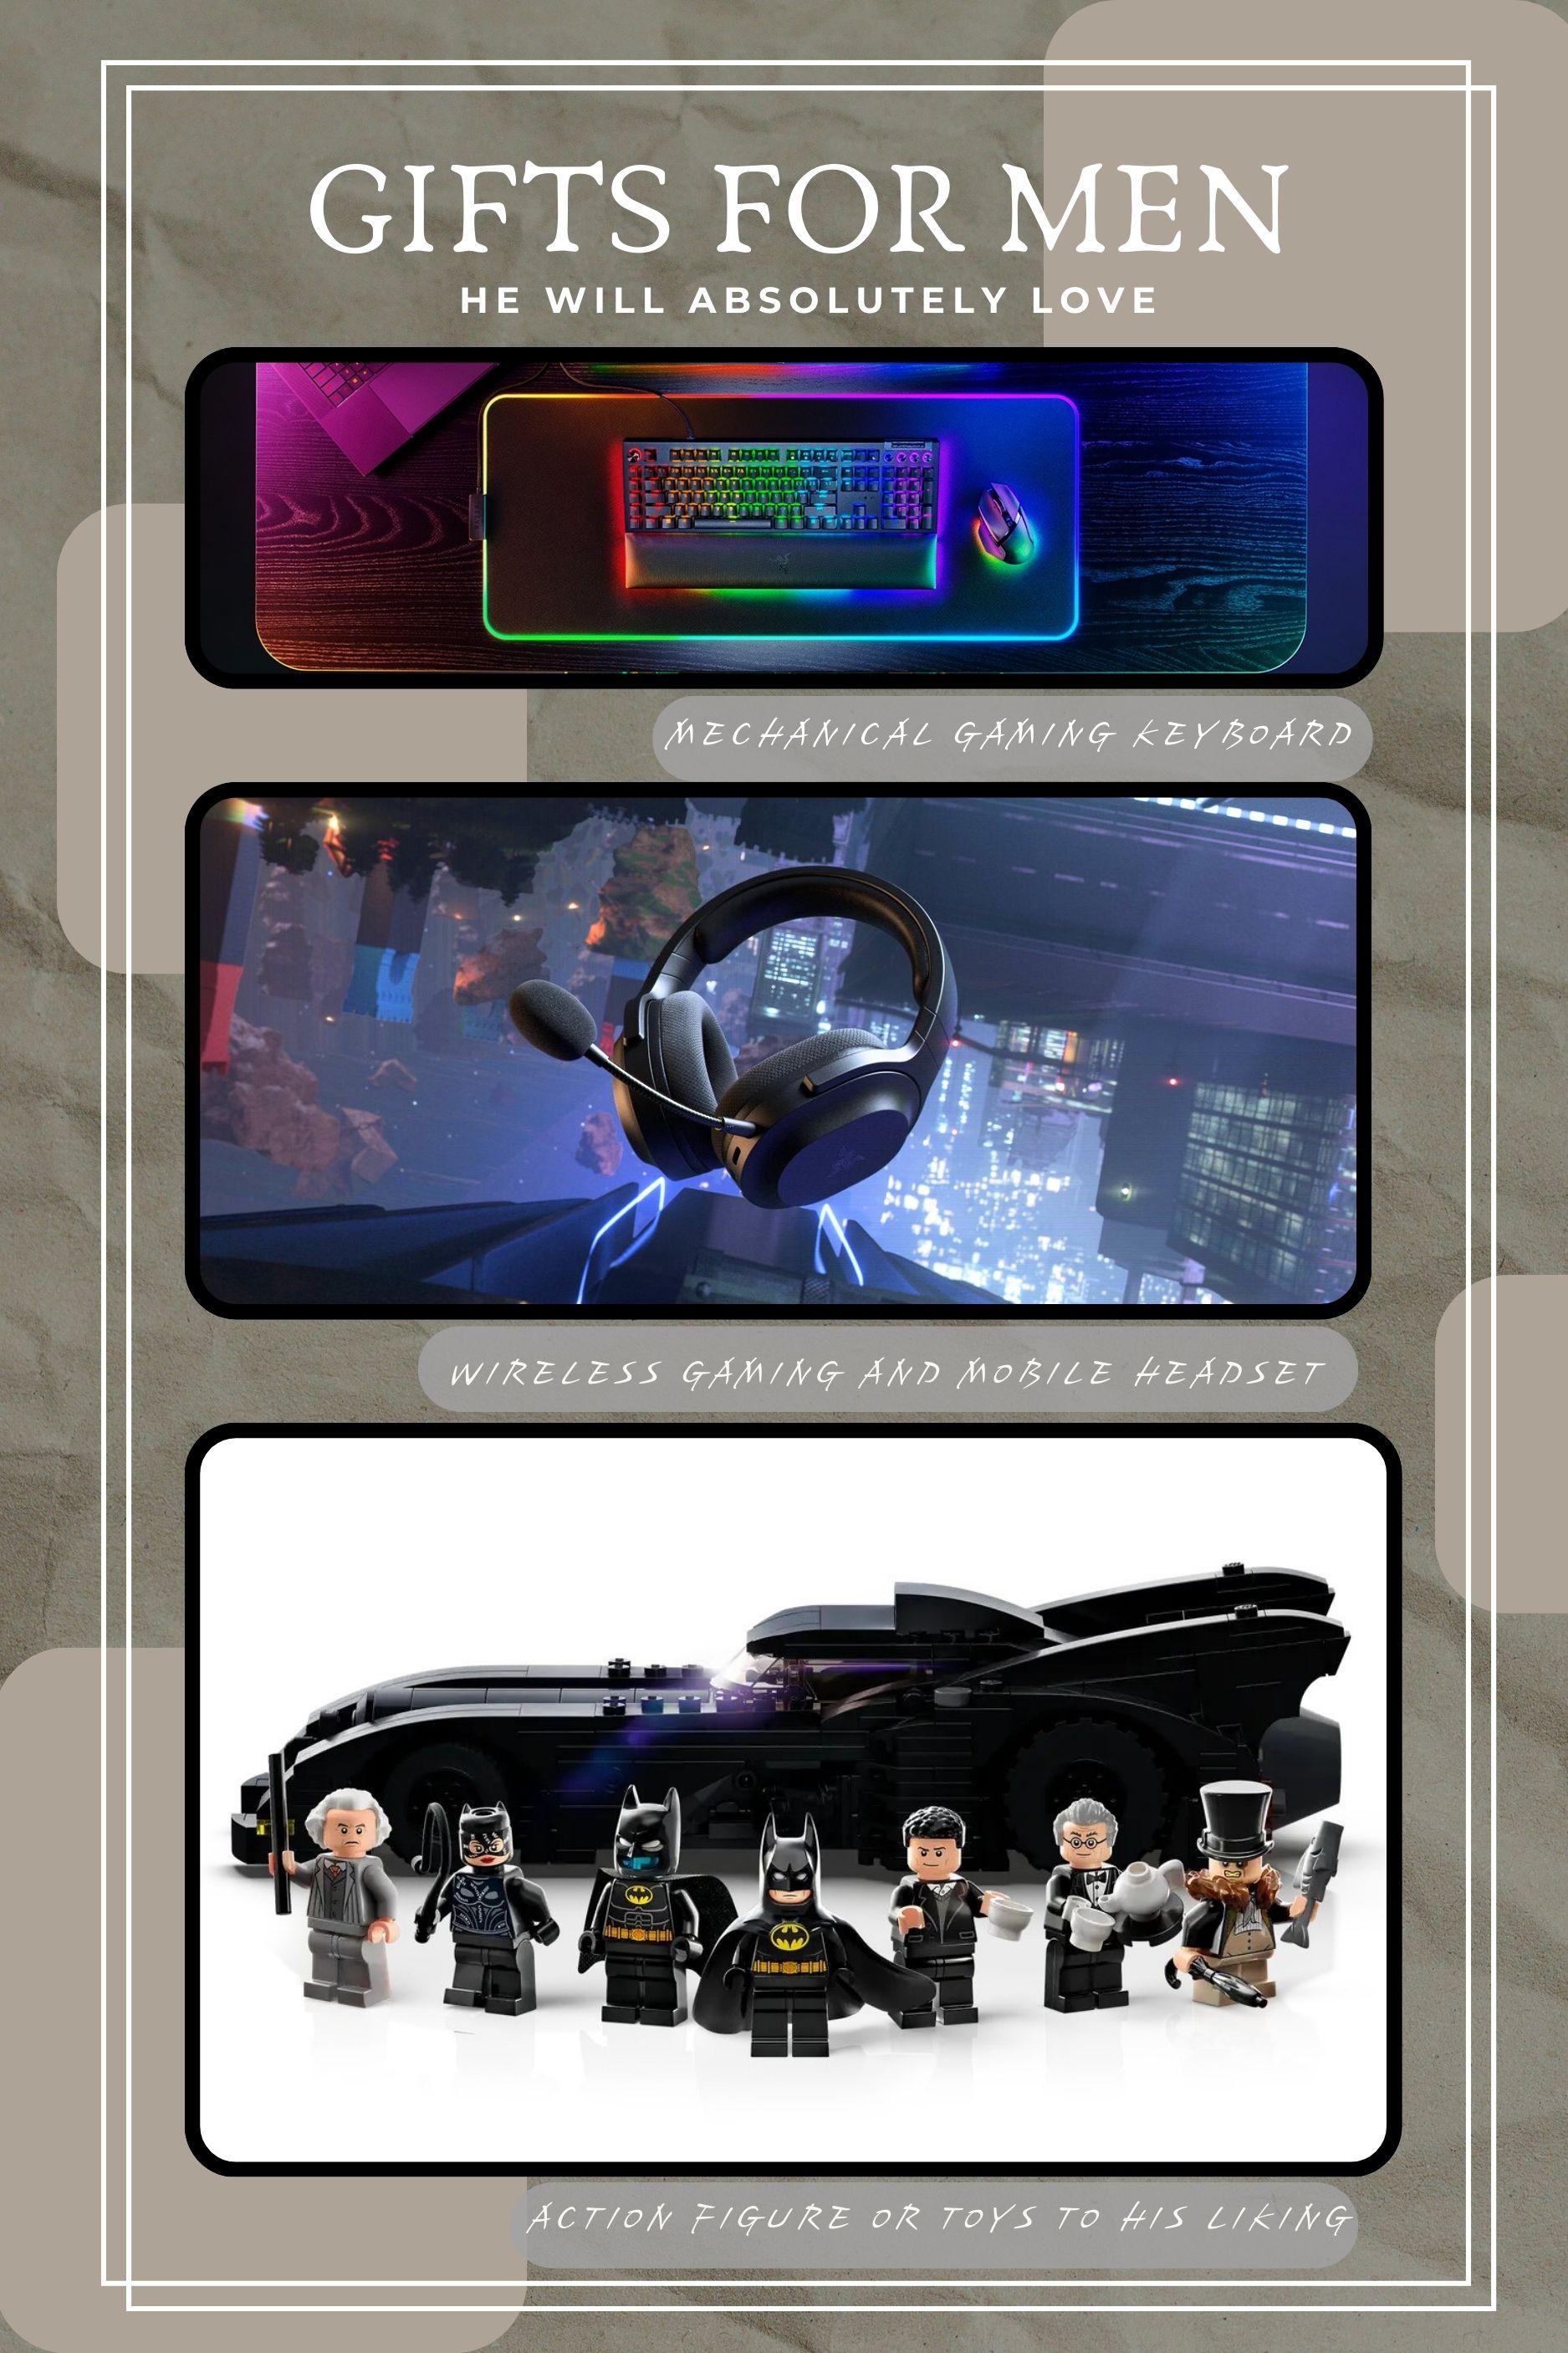 GIFTS FOR MEN
HE WILL ABSOLUTELY LOVE
MECHANICAL GAMING KEYBOARD
WIRELESS GAMING AND MOBILE HEADSET
ACTION FIGURE OR TOYS TO HIS LIKING